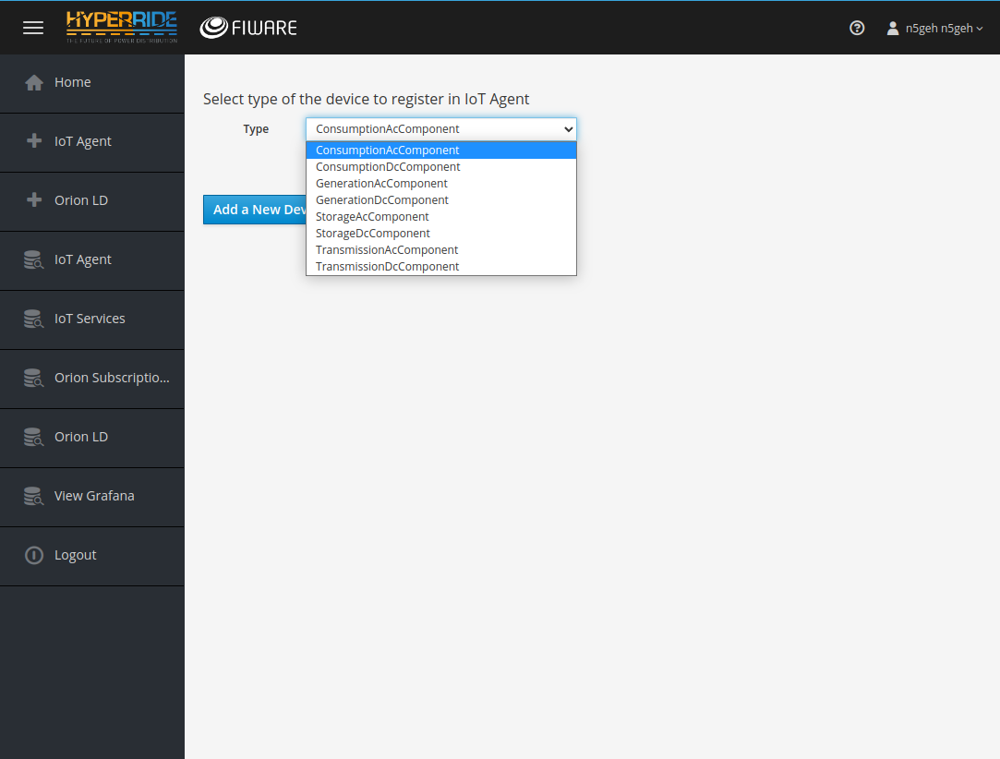 HYPERRIDE
THE FUTURE OF POWER DISTRIBUTION
FIWARE
n5geh n5geh
Home
IoT Agent
Orion LD
IoT Agent
IoT Services
Orion Subscriptio...
Orion LD
View Grafana
Logout
Select type of the device to register in IoT Agent
Type
ConsumptionAcComponent
ConsumptionAcComponent
ConsumptionDcComponent
GenerationAcComponent
GenerationDcComponent
StorageAcComponent
StorageDcComponent
TransmissionAcComponent
TransmissionDcComponent
Add a New Dev